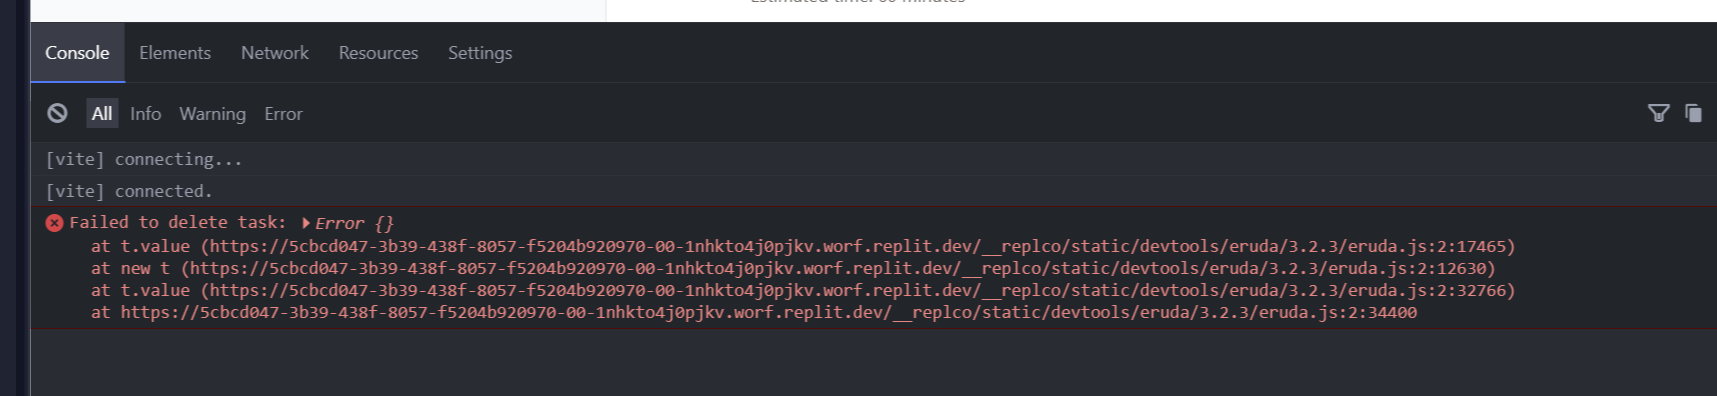 Estimated time: 60 minutes
Console Elements Network Resources Settings
All Info Warning Error
[vite] connecting...
[vite] connected.
Failed to delete task: Error {}
at t.value (https://5cbcd047-3b39-438f-8057-f5204b920970-00-1nhkto4j0pjkv.worf.replit.dev/__replco/static/devtools/eruda/3.2.3/eruda.js:2:17465)
at new t (https://5cbcd047-3b39-438f-8057-f5204b920970-00-1nhkto4j0pjkv.worf.replit.dev/__replco/static/devtools/eruda/3.2.3/eruda.js:2:12630)
at t.value (https://5cbcd047-3b39-438f-8057-f5204b920970-00-1nhkto4j0pjkv.worf.replit.dev/__replco/static/devtools/eruda/3.2.3/eruda.js:2:32766)
at https://5cbcd047-3b39-438f-8057-f5204b920970-00-1nhkto4j0pjkv.worf.replit.dev/__replco/static/devtools/eruda/3.2.3/eruda.js:2:34400